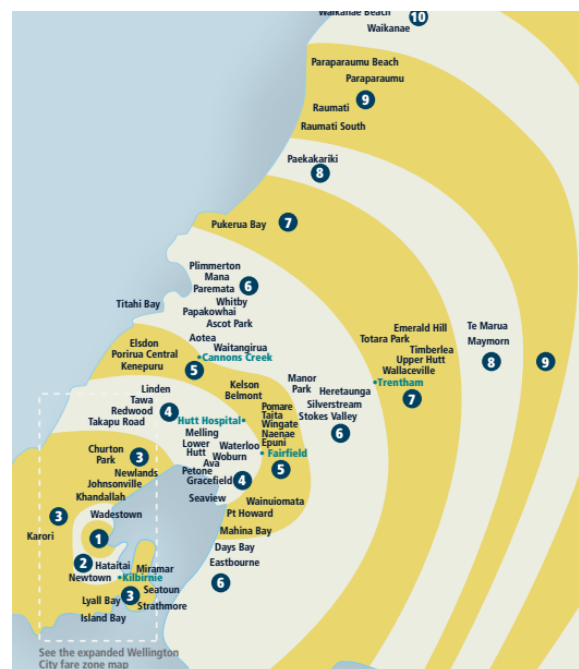 Waikanae Beach
Waikanae
10
Paraparaumu Beach
Paraparaumu
9
Raumati
Raumati South
Paekakariki
8
Pukerua Bay
7
Plimmerton
Mana
Paremata
6
Whitby
Titahi Bay
Papakowhai
Ascot Park
Aotea
Waitangirua
Cannons Creek
Elsdon
Porirua Central
Kenepuru
5
Emerald Hill
Totara Park
Timberlea
Upper Hutt
Wallaceville
Trentham
7
Te Marua
Maymorn
8
9
Manor
Park
Heretaunga
Silverstream
Stokes Valley
6
Kelson
Belmont
Linden
Tawa
Redwood
Takapu Road
4
Hutt Hospital
Pomare
Taita
Wingate
Naenae
Epuni
Fairfield
5
Melling
Lower
Hutt
Waterloo
Woburn
Ava
Petone
Gracefield
4
Seaview
Wainuiomata
Pt Howard
Mahina Bay
Days Bay
Eastbourne
6
Churton
Park
3
Newlands
Johnsonville
Khandallah
Wadestown
3
Karori
1
2
Hataitai
Newtown
Kilbirnie
Miramar
Seatoun
3
Strathmore
Lyall Bay
Island Bay
See the expanded Wellington
City fare zone map